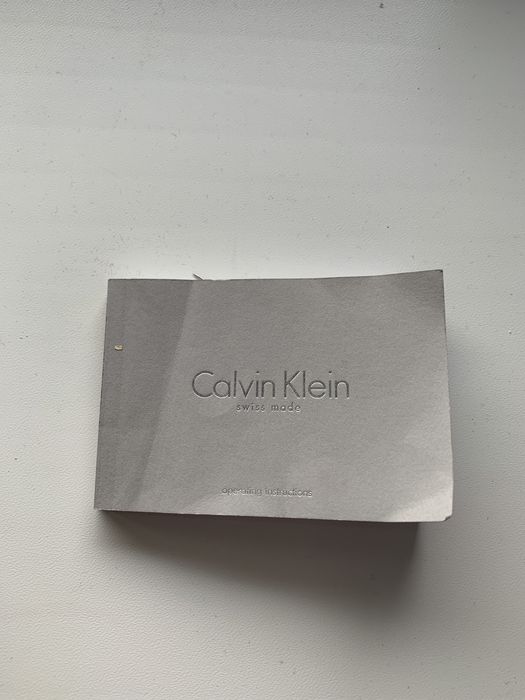 Calvin Klein
swiss made
operating instructions